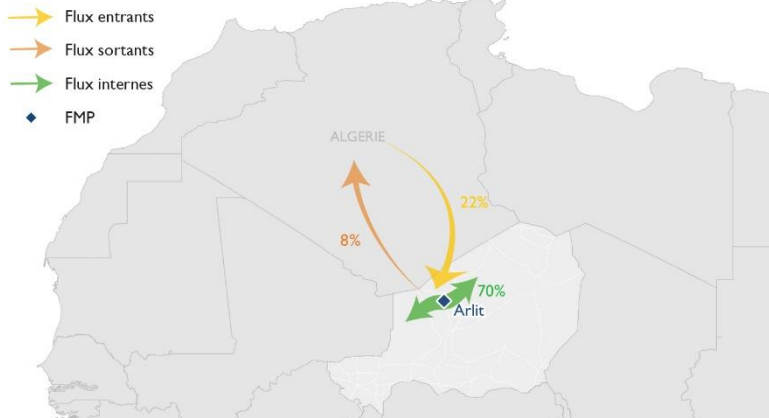 Flux entrants
Flux sortants
Flux internes
FMP
ALGERIE
22%
8%
70%
Arlit